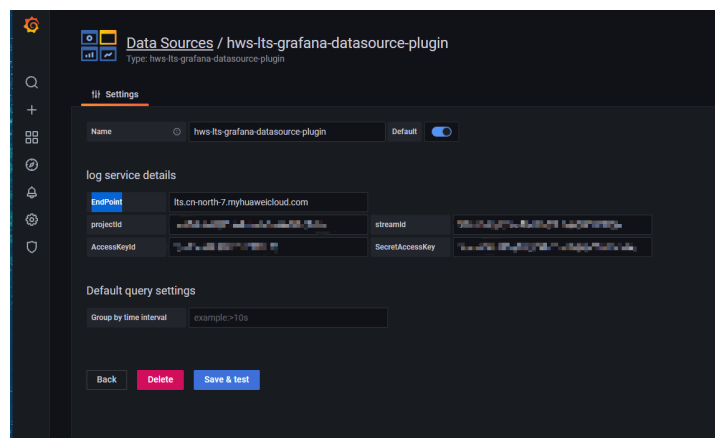 Data Sources / hws-lts-grafana-datasource-plugin
Type: hws-lts-grafana-datasource-plugin
Settings
Name hws-lts-grafana-datasource-plugin Default
log service details
EndPoint lts.cn-north-7.myhuaweicloud.com
projectId streamId
AccessKeyId SecretAccessKey
Default query settings
Group by time interval example:>10s
Back Delete Save & test